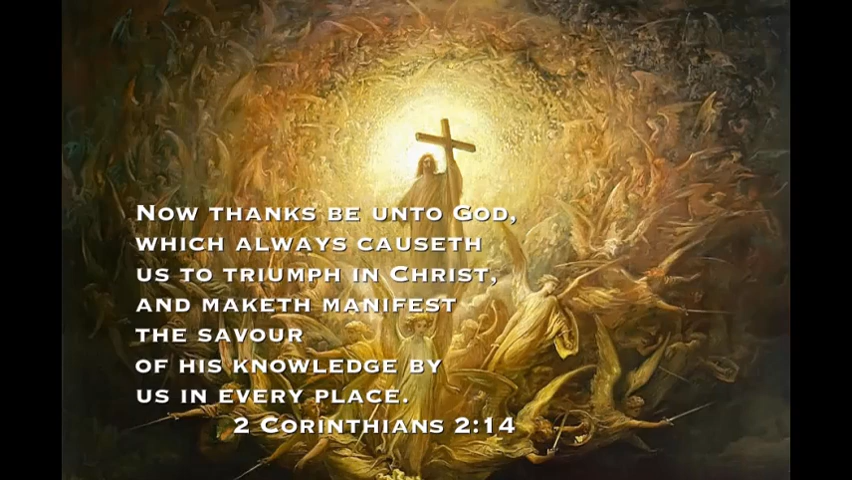 Now thanks be unto God,
which always causeth
us to triumph in Christ,
and maketh manifest
the savour
of his knowledge by
us in every place.
2 Corinthians 2:14